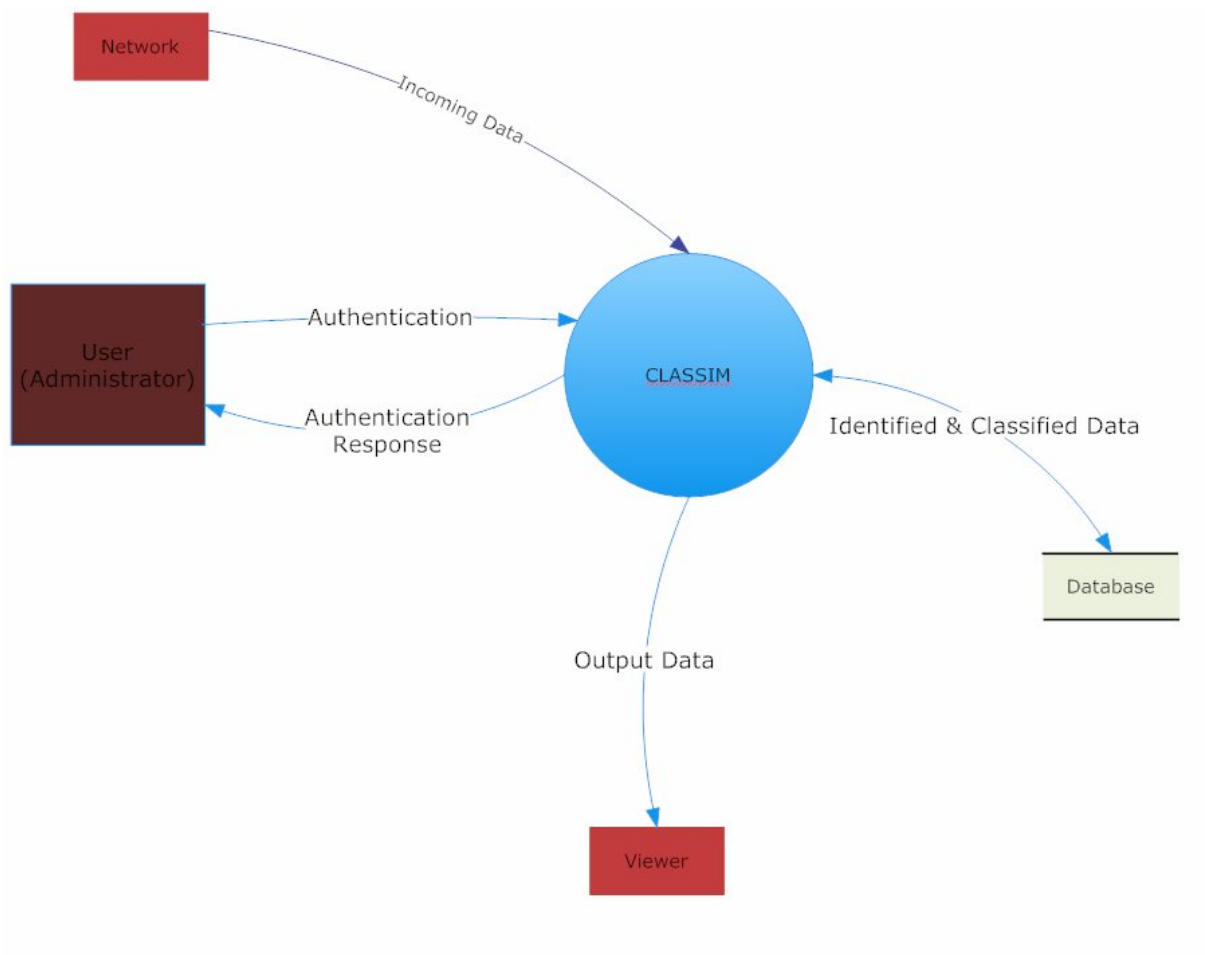 Network
Incoming Data
User
(Administrator)
Authentication
CLASSIM
Authentication
Response
Identified & Classified Data
Database
Output Data
Viewer